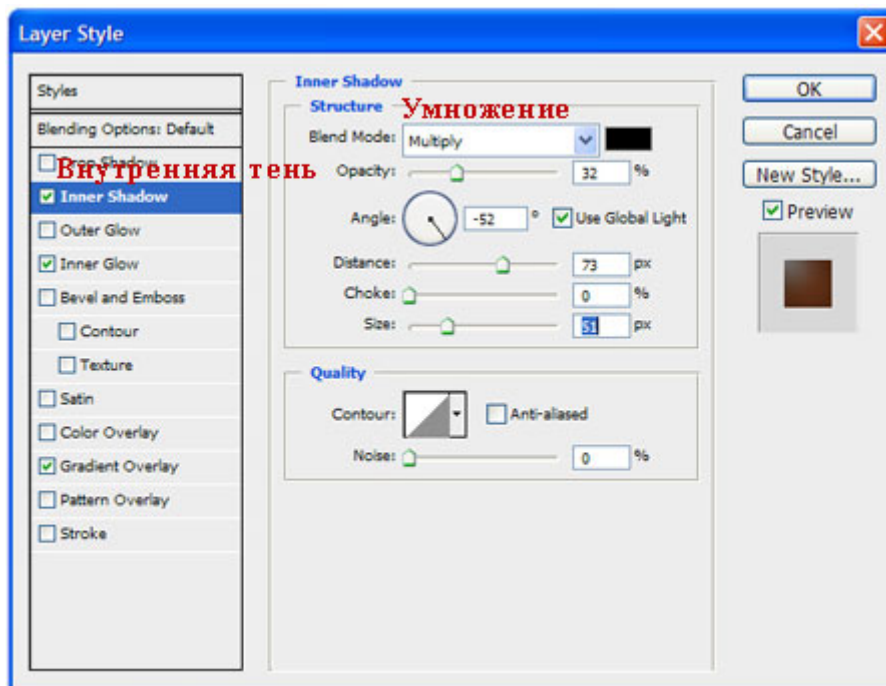 Layer Style
Styles
Blending Options: Default
Drop Shadow
Внутренняя тень
Inner Shadow
Outer Glow
Inner Glow
Bevel and Emboss
Contour
Texture
Satin
Color Overlay
Gradient Overlay
Pattern Overlay
Stroke
Inner Shadow
Structure
Умножение
Blend Mode: Multiply
Opacity: 32 %
Angle: -52 ° Use Global Light
Distance: 73 px
Choke: 0 %
Size: 51 px
Quality
Contour: Anti-aliased
Noise: 0 %
OK
Cancel
New Style...
Preview